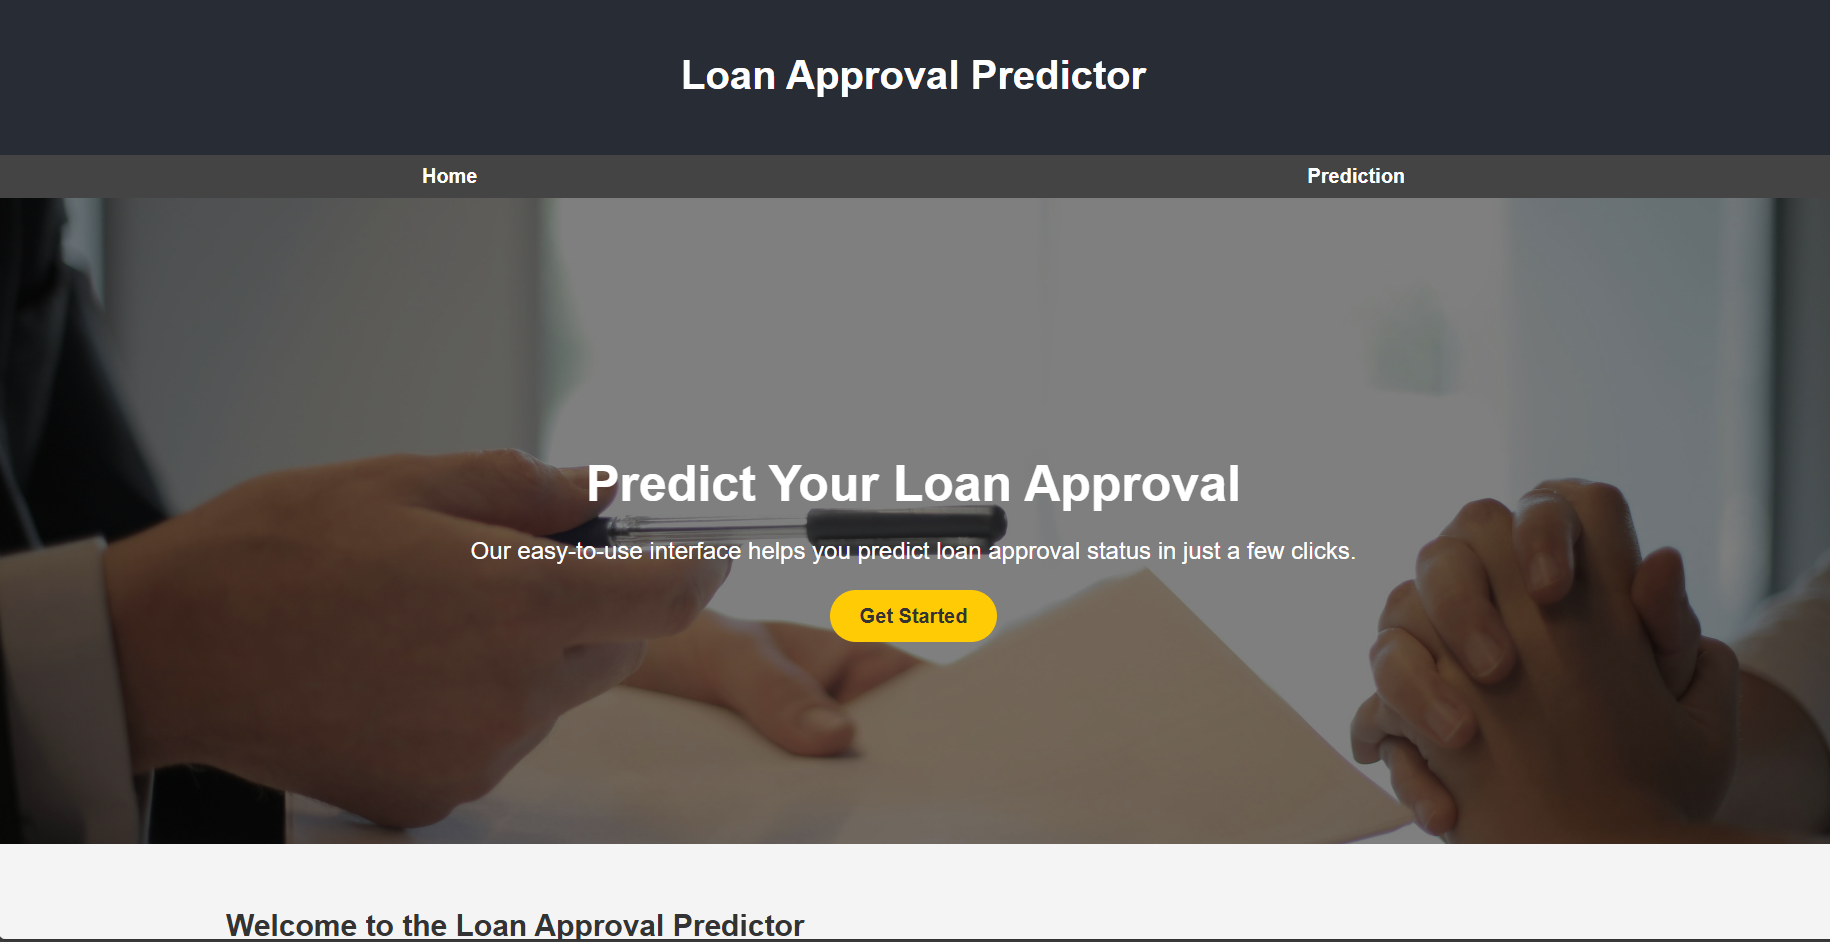 Loan Approval Predictor
Home
Prediction
Predict Your Loan Approval
Our easy-to-use interface helps you predict loan approval status in just a few clicks.
Get Started
Welcome to the Loan Approval Predictor